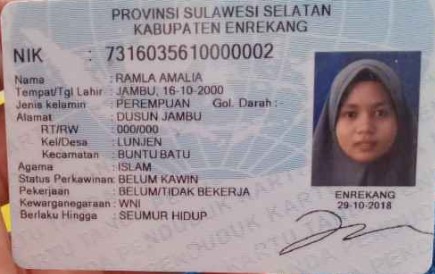 PROVINSI SULAWESI SELATAN
KABUPATEN ENREKANG
NIK : 7316035610000002
Nama : RAMLA AMALIA
Tempat/Tgl Lahir : JAMBU, 16-10-2000
Jenis kelamin : PEREMPUAN Gol. Darah : -
Alamat : DUSUN JAMBU
RT/RW : 000/000
Kel/Desa : LUNJEN
Kecamatan : BUNTU BATU
Agama : ISLAM
Status Perkawinan: BELUM KAWIN
Pekerjaan : BELUM/TIDAK BEKERJA
Kewarganegaraan: WNI
Berlaku Hingga : SEUMUR HIDUP
ENREKANG
29-10-2018